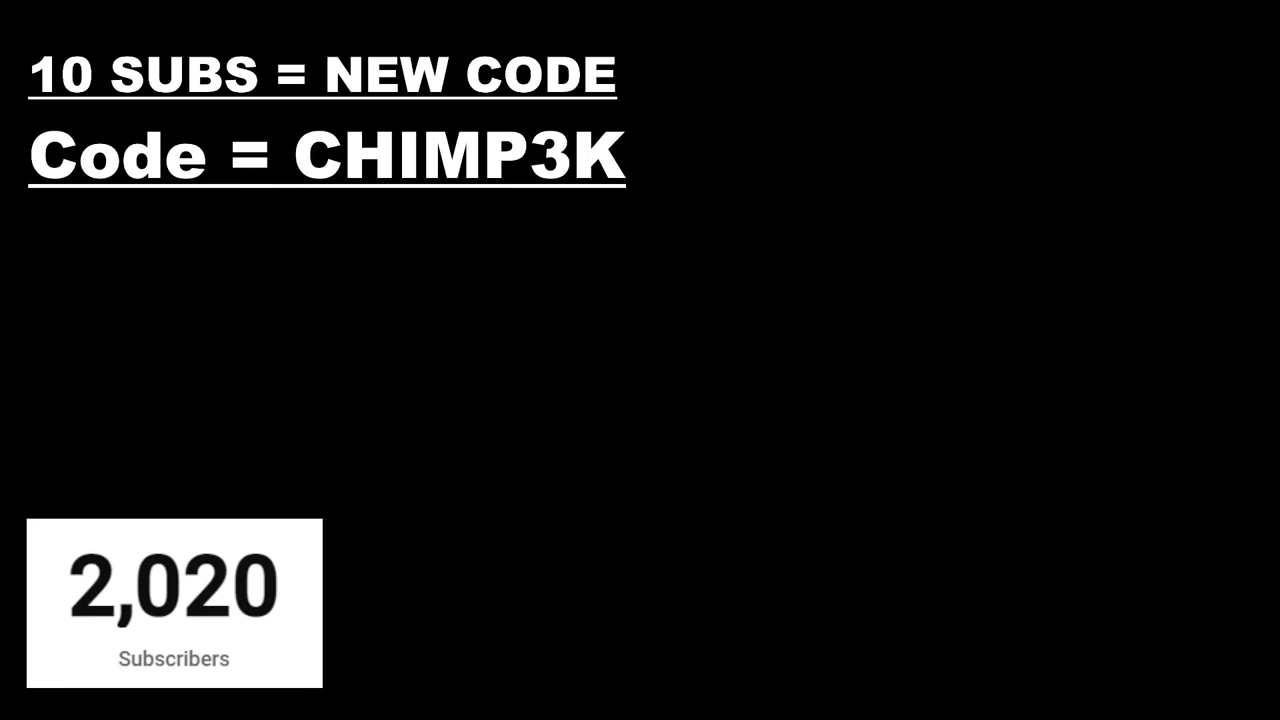 10 SUBS = NEW CODE
Code = CHIMP3K
2,020
Subscribers